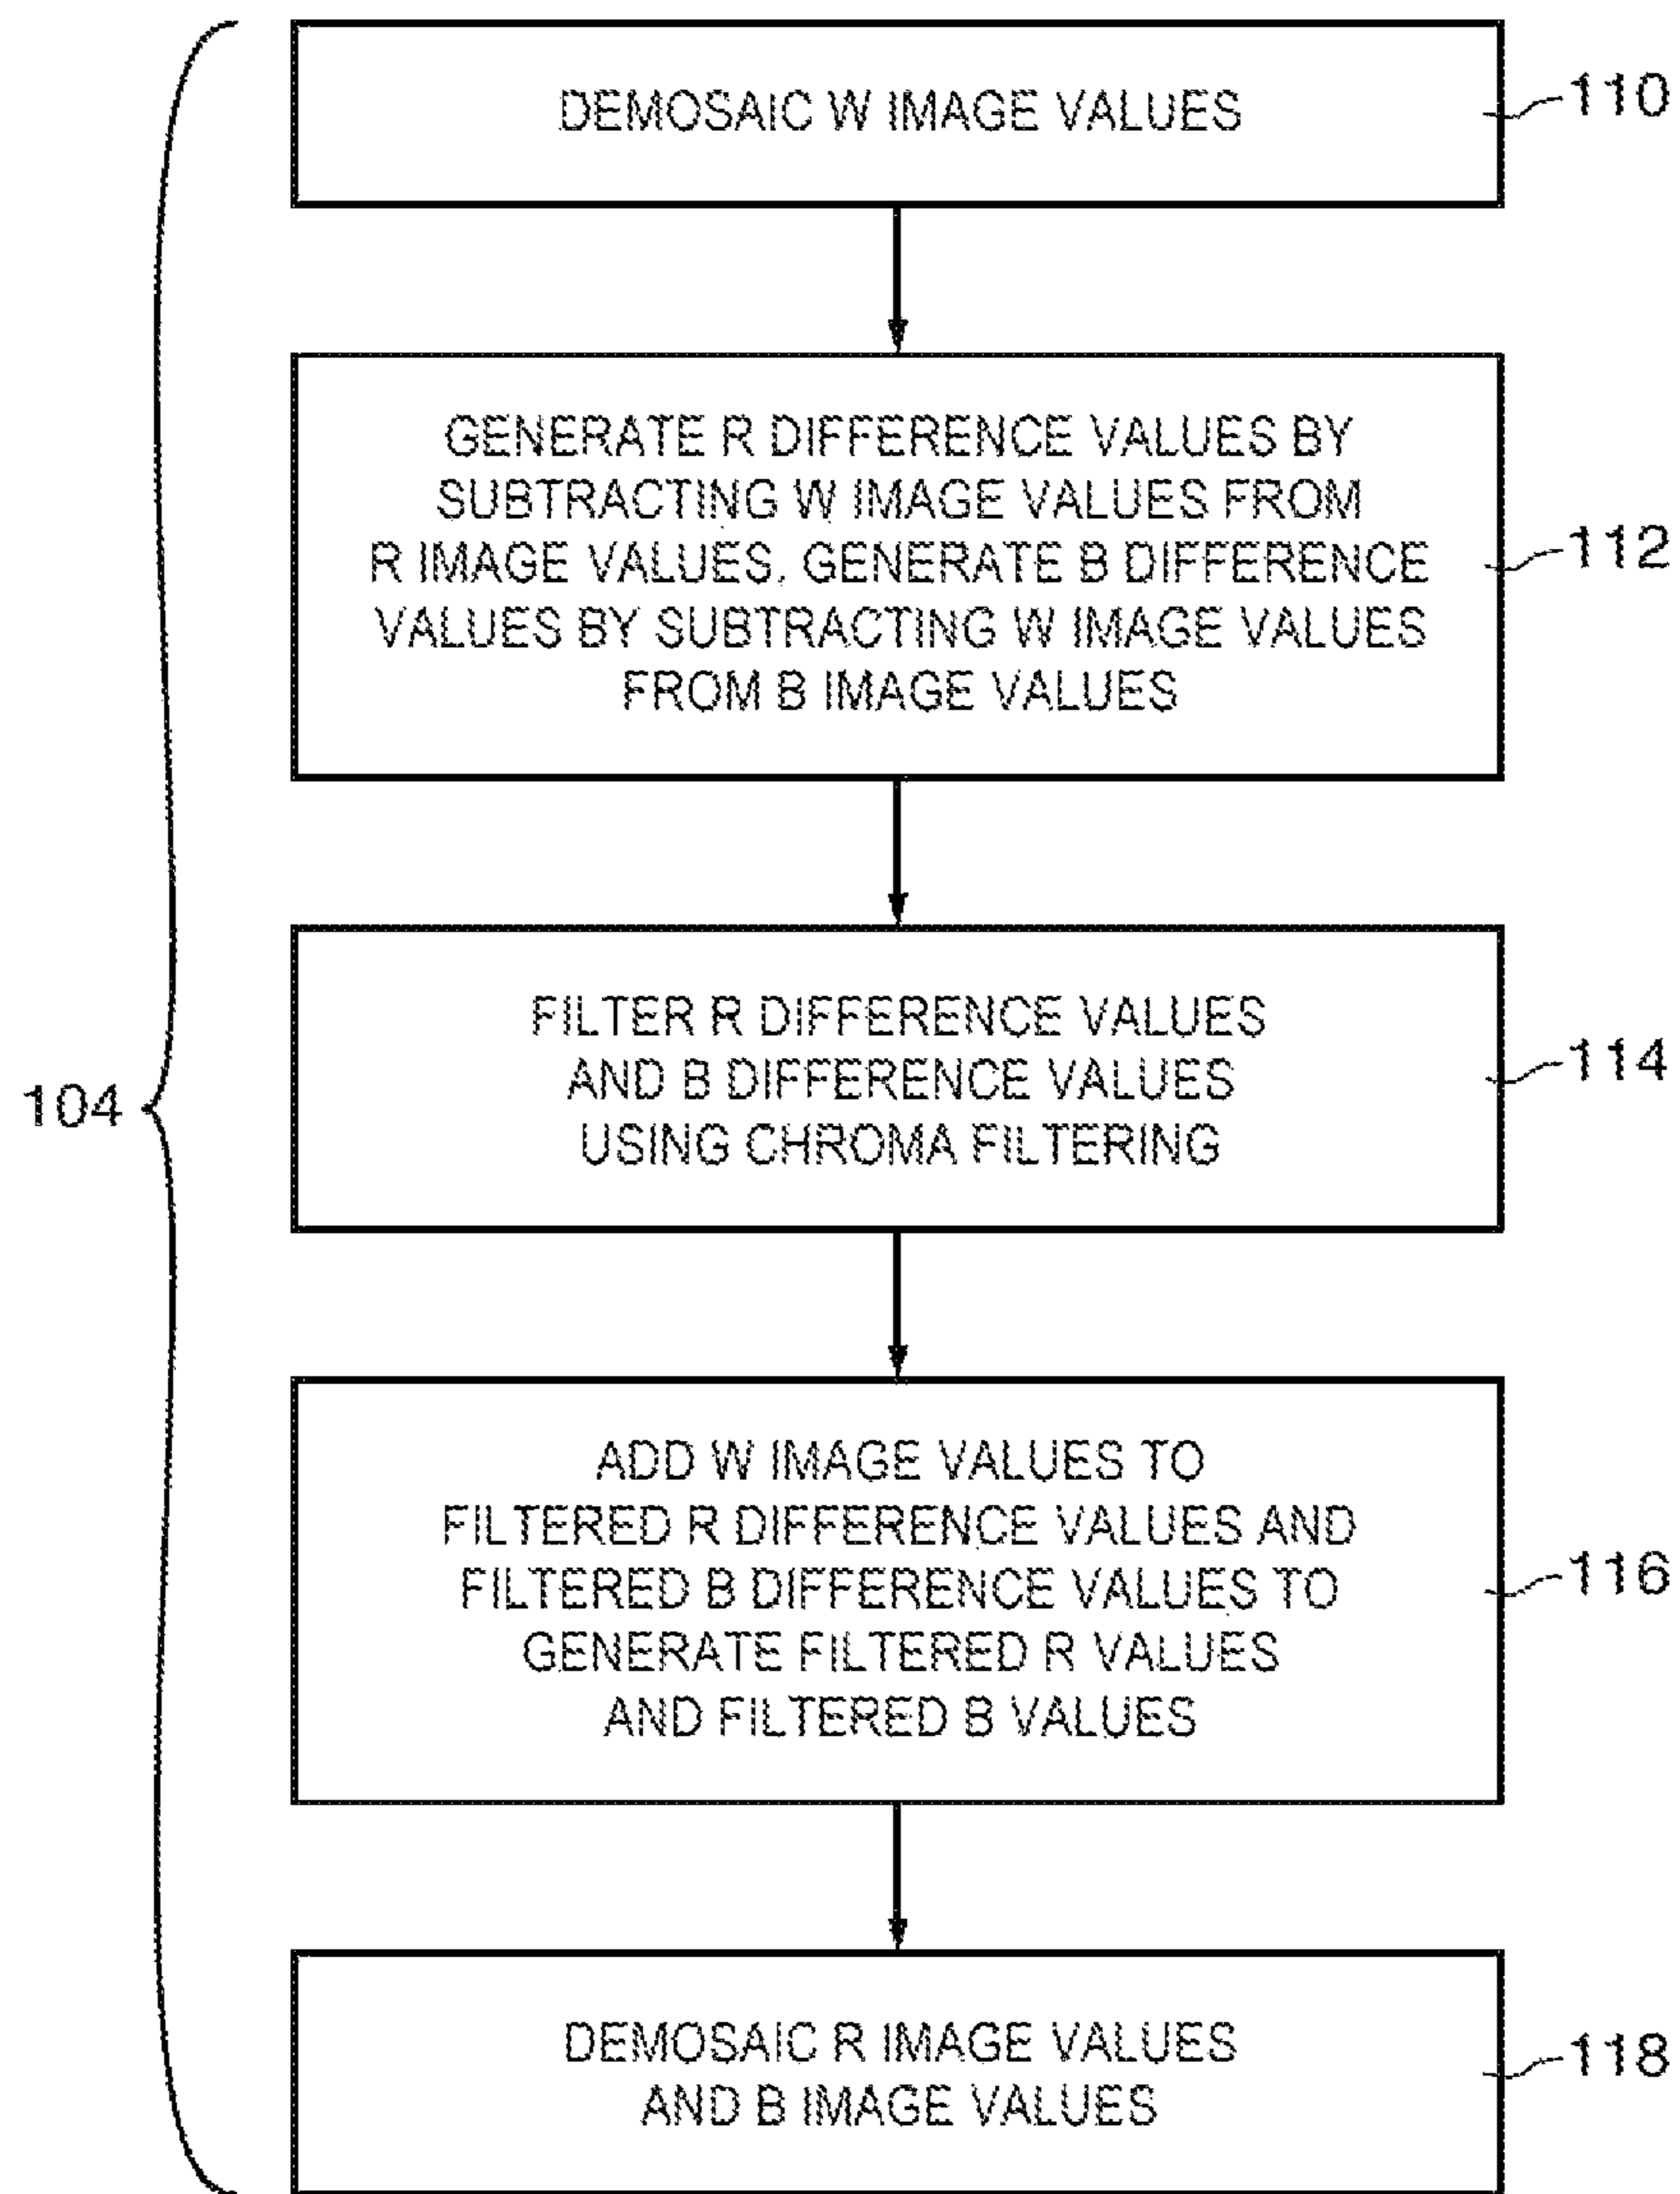 DEMOSAIC W IMAGE VALUES
110
GENERATE R DIFFERENCE VALUES BY
SUBTRACTING W IMAGE VALUES FROM
R IMAGE VALUES, GENERATE B DIFFERENCE
VALUES BY SUBTRACTING W IMAGE VALUES
FROM B IMAGE VALUES
112
FILTER R DIFFERENCE VALUES
AND B DIFFERENCE VALUES
USING CHROMA FILTERING
114
104
ADD W IMAGE VALUES TO
FILTERED R DIFFERENCE VALUES AND
FILTERED B DIFFERENCE VALUES TO
GENERATE FILTERED R VALUES
AND FILTERED B VALUES
116
DEMOSAIC R IMAGE VALUES
AND B IMAGE VALUES
118